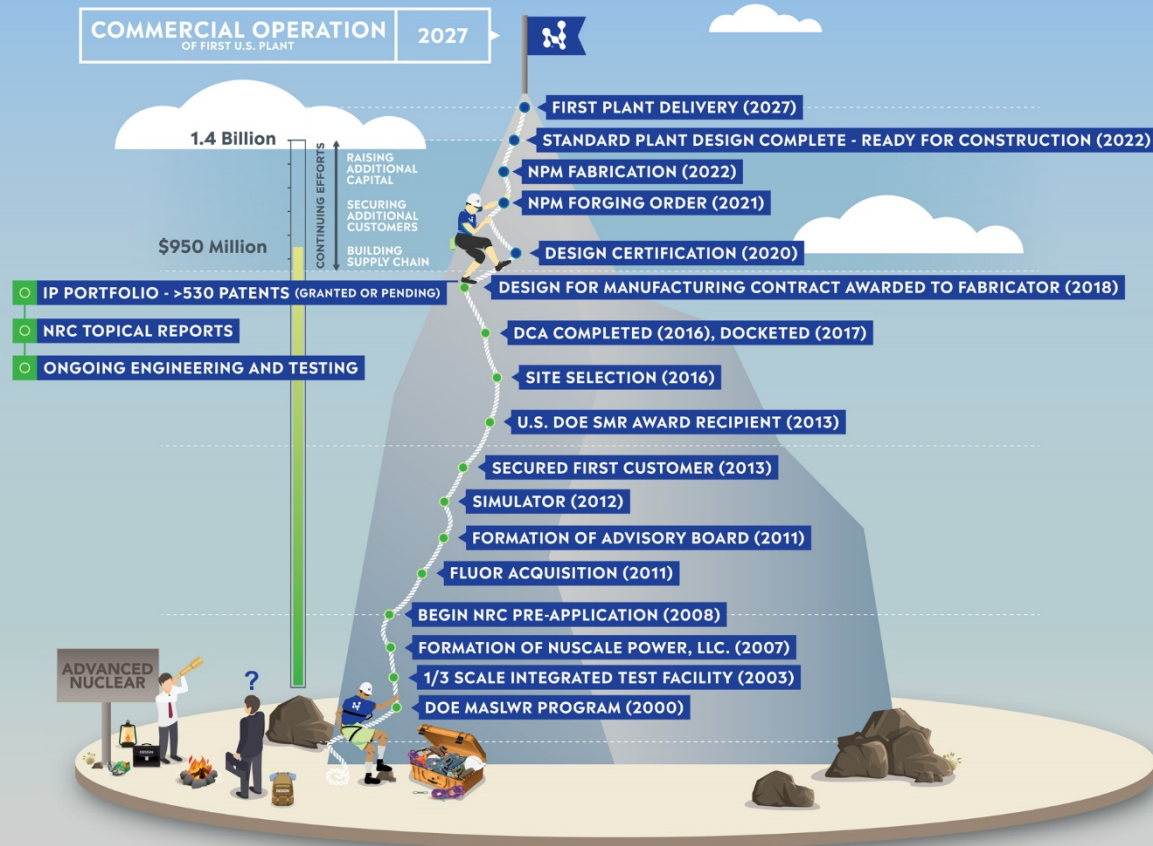 COMMERCIAL OPERATION
OF FIRST U.S. PLANT
2027
FIRST PLANT DELIVERY (2027)
1.4 Billion
STANDARD PLANT DESIGN COMPLETE - READY FOR CONSTRUCTION (2022)
CONTINUING EFFORTS
RAISING
ADDITIONAL
CAPITAL
SECURING
ADDITIONAL
CUSTOMERS
BUILDING
SUPPLY CHAIN
NPM FABRICATION (2022)
NPM FORGING ORDER (2021)
$950 Million
DESIGN CERTIFICATION (2020)
IP PORTFOLIO - >530 PATENTS (GRANTED OR PENDING)
DESIGN FOR MANUFACTURING CONTRACT AWARDED TO FABRICATOR (2018)
NRC TOPICAL REPORTS
DCA COMPLETED (2016), DOCKETED (2017)
ONGOING ENGINEERING AND TESTING
SITE SELECTION (2016)
U.S. DOE SMR AWARD RECIPIENT (2013)
SECURED FIRST CUSTOMER (2013)
SIMULATOR (2012)
FORMATION OF ADVISORY BOARD (2011)
FLUOR ACQUISITION (2011)
BEGIN NRC PRE-APPLICATION (2008)
FORMATION OF NUSCALE POWER, LLC. (2007)
1/3 SCALE INTEGRATED TEST FACILITY (2003)
DOE MASLWR PROGRAM (2000)
ADVANCED
NUCLEAR
?
DESIGN
DESIGN